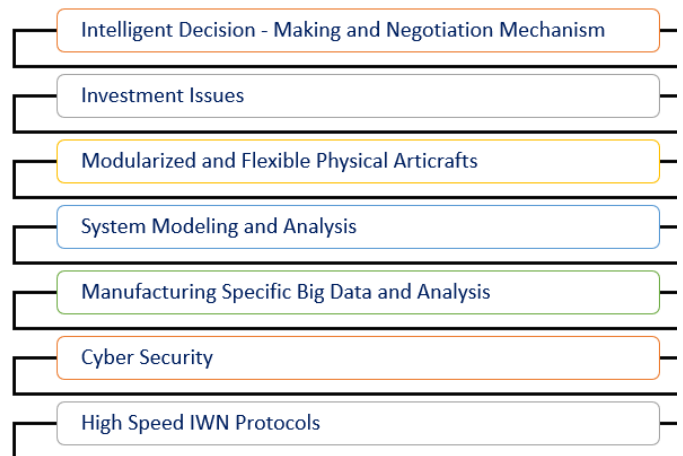 Intelligent Decision - Making and Negotiation Mechanism
Investment Issues
Modularized and Flexible Physical Articrafts
System Modeling and Analysis
Manufacturing Specific Big Data and Analysis
Cyber Security
High Speed IWN Protocols